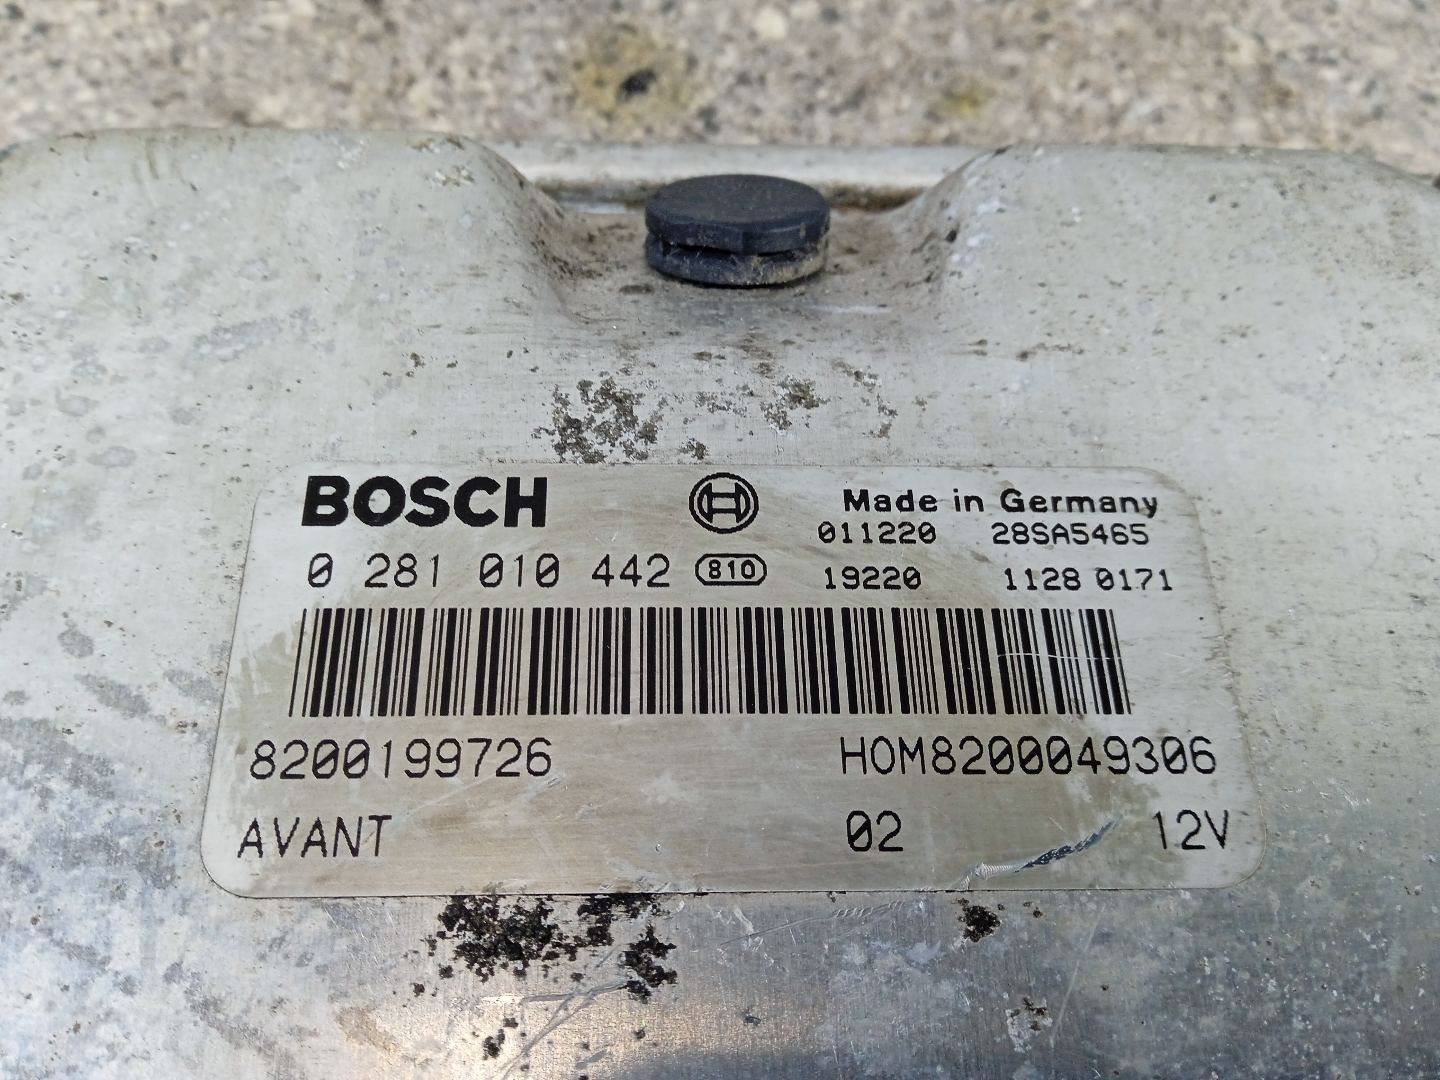 BOSCH Made in Germany
011220 28SA5465
0 281 010 442 810 19220 1128 0171
8200199726 HOM8200049306
AVANT 02 12V